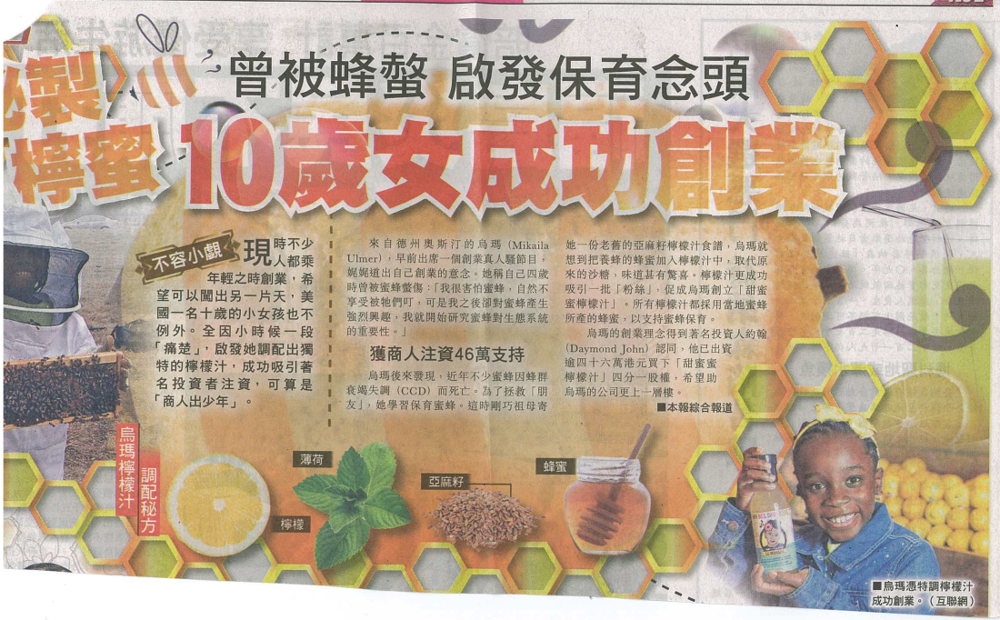 曾被蜂螫 啟發保育念頭
製
檸蜜 10歲女成功創業
不容小覷
現時不少
人都乘
年輕之時創業，希
望可以闖出另一片天，美
國一名十歲的小女孩也不
例外。全因小時候一段
「痛楚」，啟發她調配出獨
特的檸檬汁，成功吸引著
名投資者注資，可算是
「商人出少年」。
來自德州奧斯汀的烏瑪（Mikaila
Ulmer），早前出席一個創業真人騷節目，
娓娓道出自己創業的意念。她稱自己四歲
時曾被蜜蜂螫傷：「我很害怕蜜蜂，自然不
享受被牠們叮，可是我之後卻對蜜蜂產生
強烈興趣，我就開始研究蜜蜂對生態系統
的重要性。」
獲商人注資46萬支持
烏瑪後來發現，近年不少蜜蜂因蜂群
衰竭失調（CCD）而死亡。為了拯救「朋
友」，她學習保育蜜蜂。這時剛巧祖母寄
她一份老舊的亞麻籽檸檬汁食譜，烏瑪就
想到把養蜂的蜂蜜加入檸檬汁中，取代原
來的沙糖，味道甚有驚喜。檸檬汁更成功
吸引一批「粉絲」，促成烏瑪創立「甜蜜
蜜檸檬汁」。所有檸檬汁都採用當地蜜蜂
所產的蜂蜜，以支持蜜蜂保育。
烏瑪的創業理念得到著名投資人約翰
（Daymond John）認同，他已出資
逾四十六萬港元買下「甜蜜蜜
檸檬汁」四分一股權，希望助
烏瑪的公司更上一層樓。
■本報綜合報道
烏瑪檸檬汁
調配秘方
薄荷
檸檬
亞麻籽
蜂蜜
■烏瑪憑特調檸檬汁
成功創業。（互聯網）